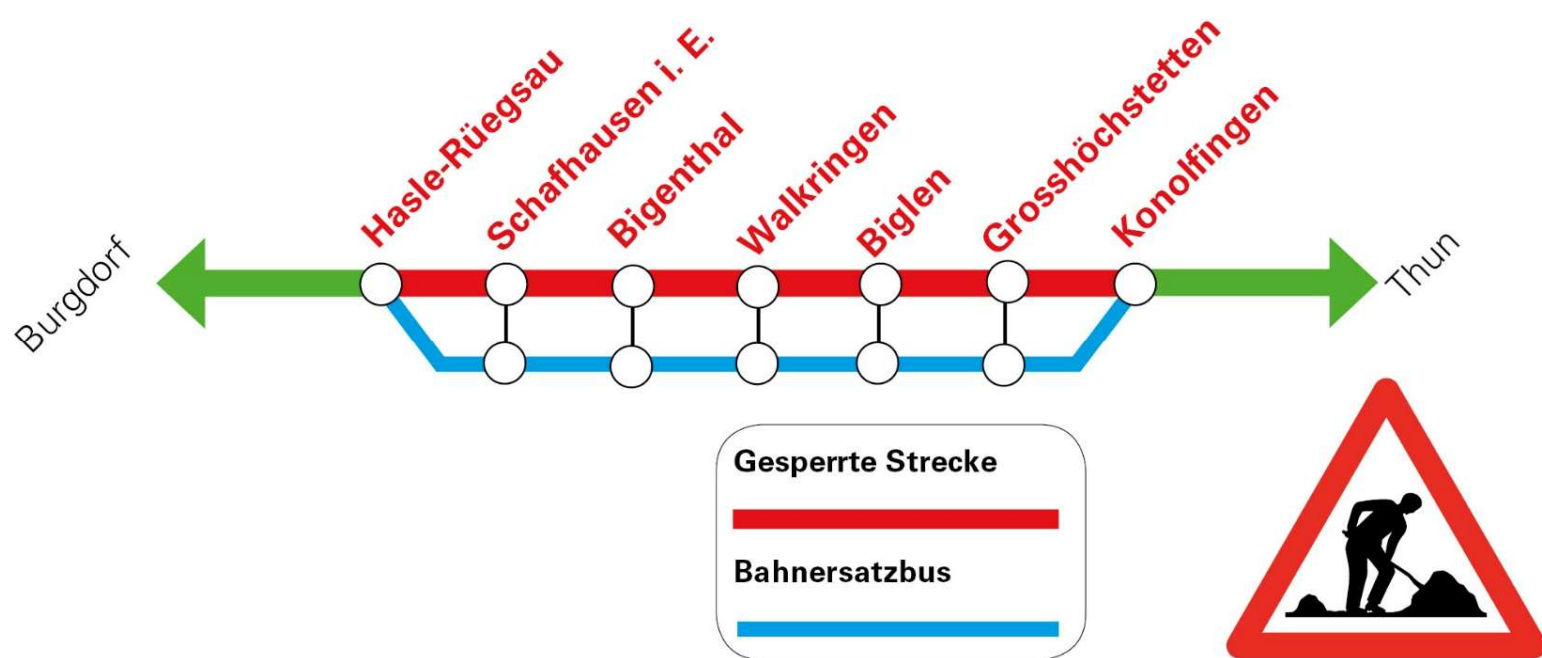 Burgdorf
Hasle-Rüegsau
Schafhausen i. E.
Bigenthal
Walkringen
Biglen
Grosshöchstetten
Konolfingen
Thun
Gesperrte Strecke
Bahnersatzbus